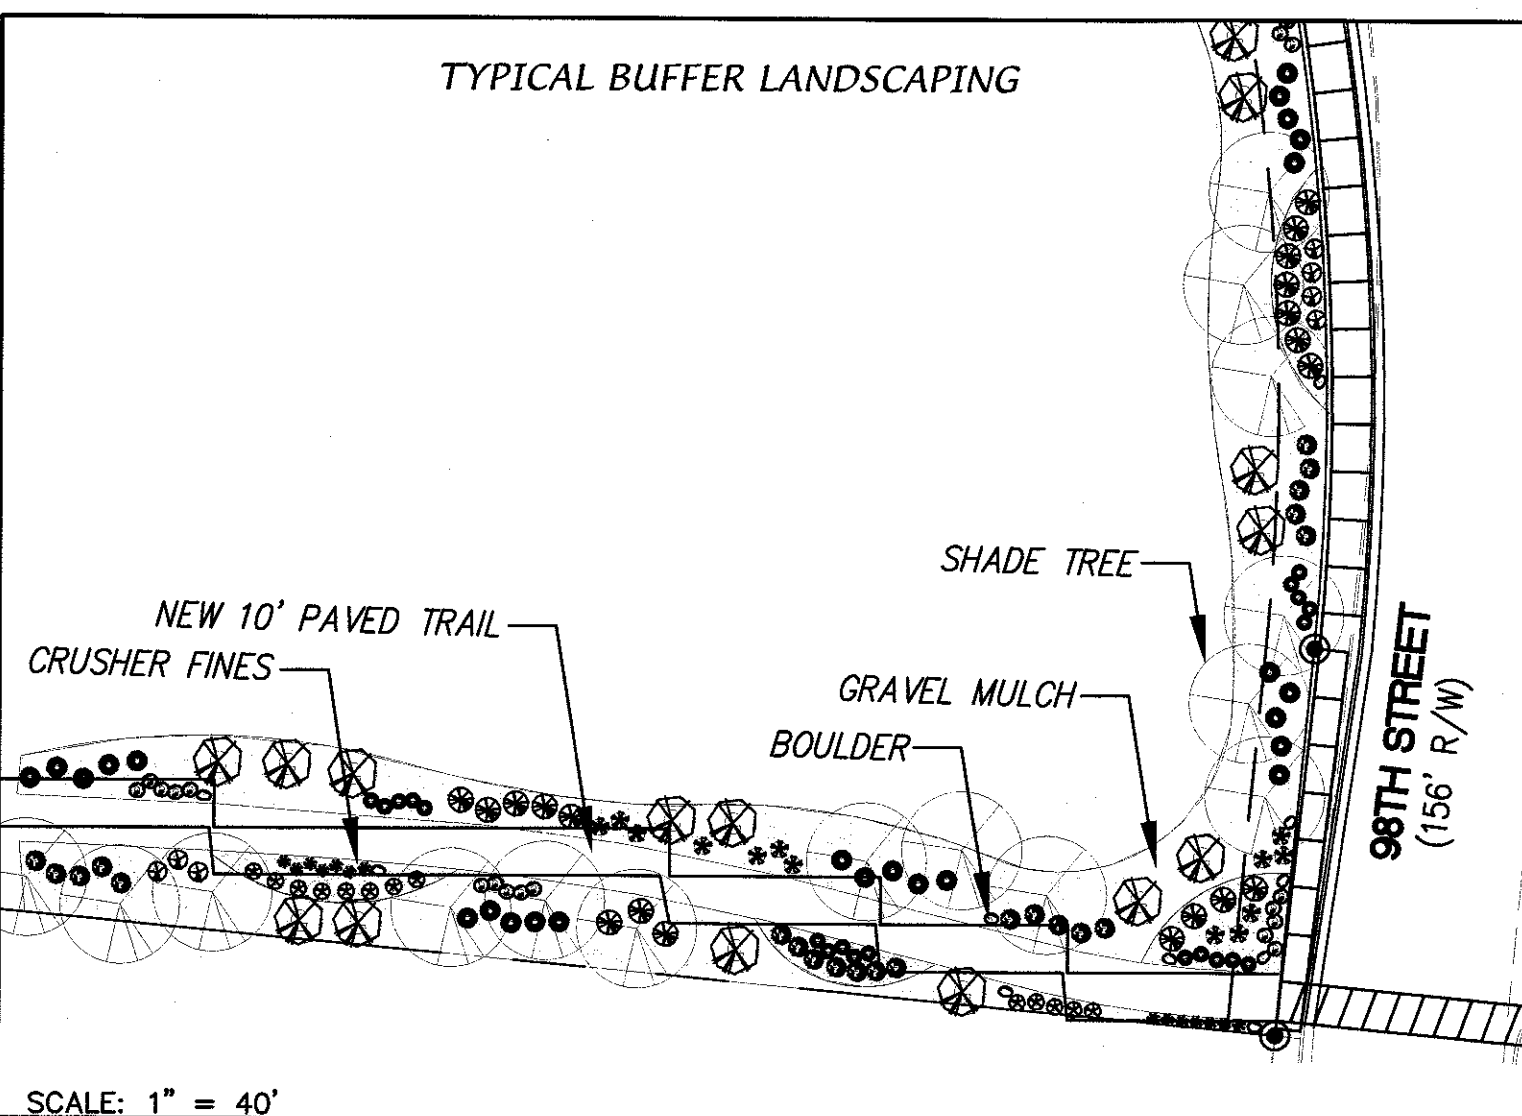 TYPICAL BUFFER LANDSCAPING
SHADE TREE
NEW 10' PAVED TRAIL
CRUSHER FINES
GRAVEL MULCH
BOULDER
98TH STREET
(156' R/W)
SCALE: 1" = 40'